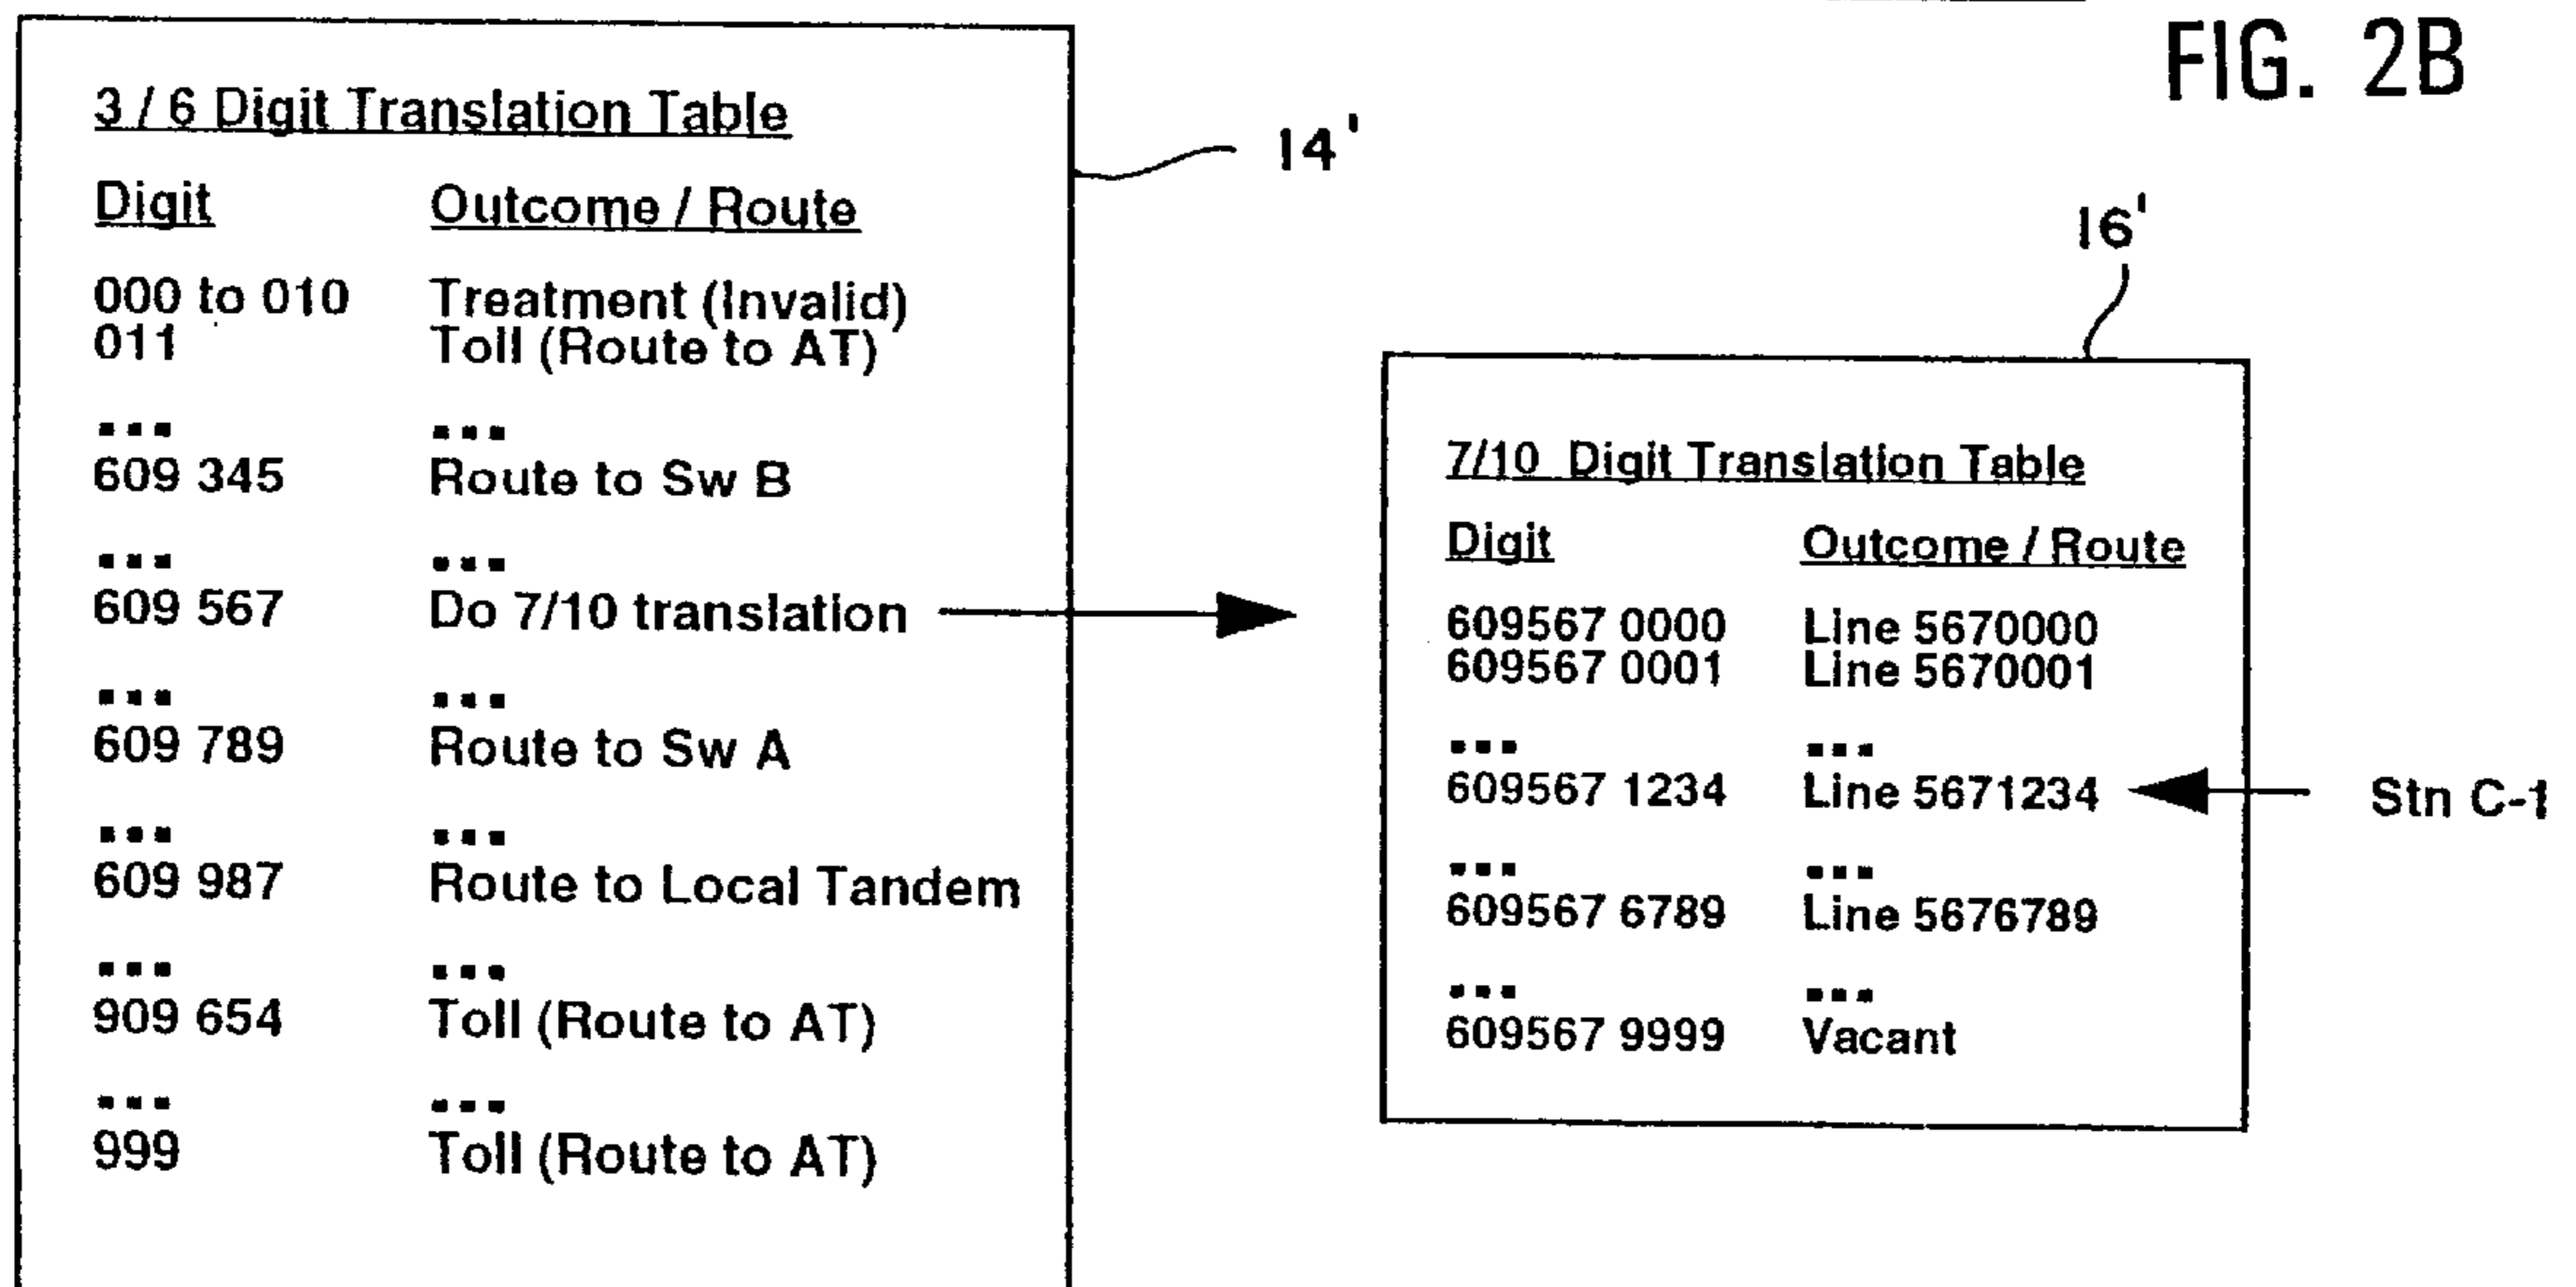 FIG. 2B
3 / 6 Digit Translation Table
14'
Digit Outcome / Route
000 to 010 Treatment (Invalid)
011 Toll (Route to AT)
... ...
609 345 Route to Sw B
... ...
609 567 Do 7/10 translation
... ...
609 789 Route to Sw A
... ...
609 987 Route to Local Tandem
... ...
909 654 Toll (Route to AT)
... ...
999 Toll (Route to AT)
16'
7/10 Digit Translation Table
Digit Outcome / Route
609567 0000 Line 5670000
609567 0001 Line 5670001
... ...
609567 1234 Line 5671234
Stn C-1
... ...
609567 6789 Line 5676789
... ...
609567 9999 Vacant